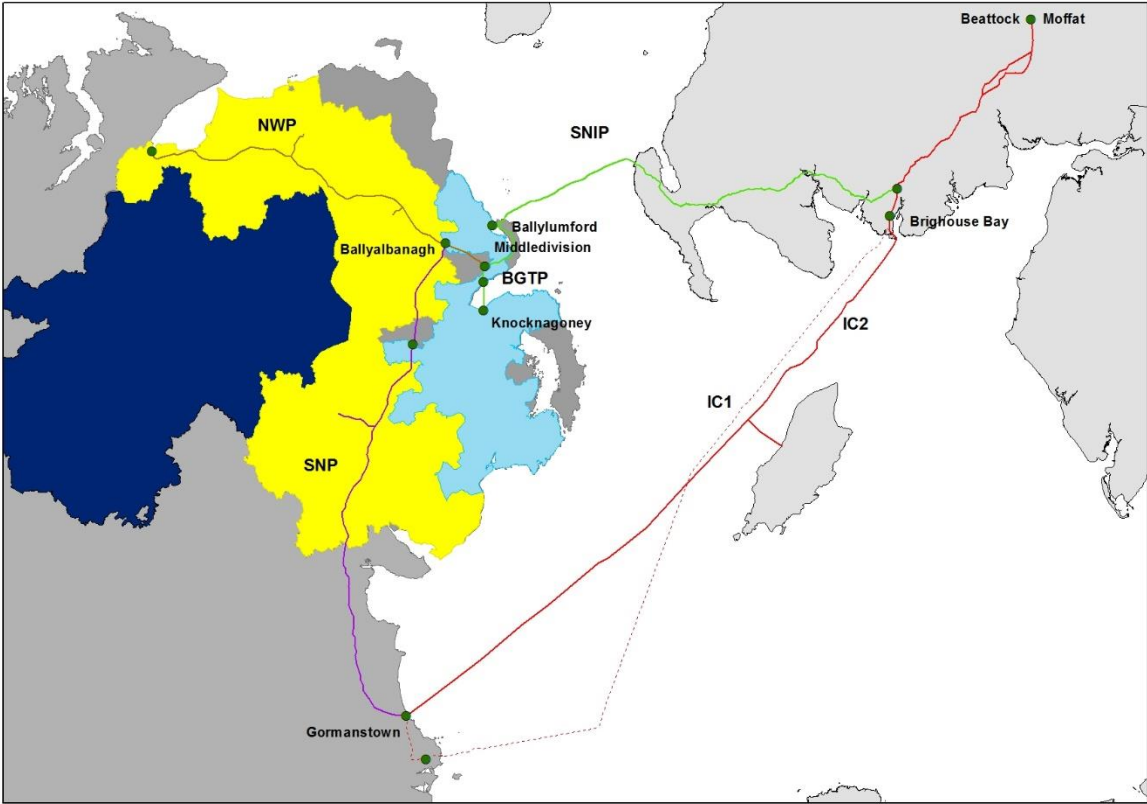 Beattock
Moffat
NWP
SNIP
Ballylumford
Middledivision
Brighouse Bay
Ballyalbanagh
BGTP
Knocknagoney
IC2
IC1
SNP
Gormanstown